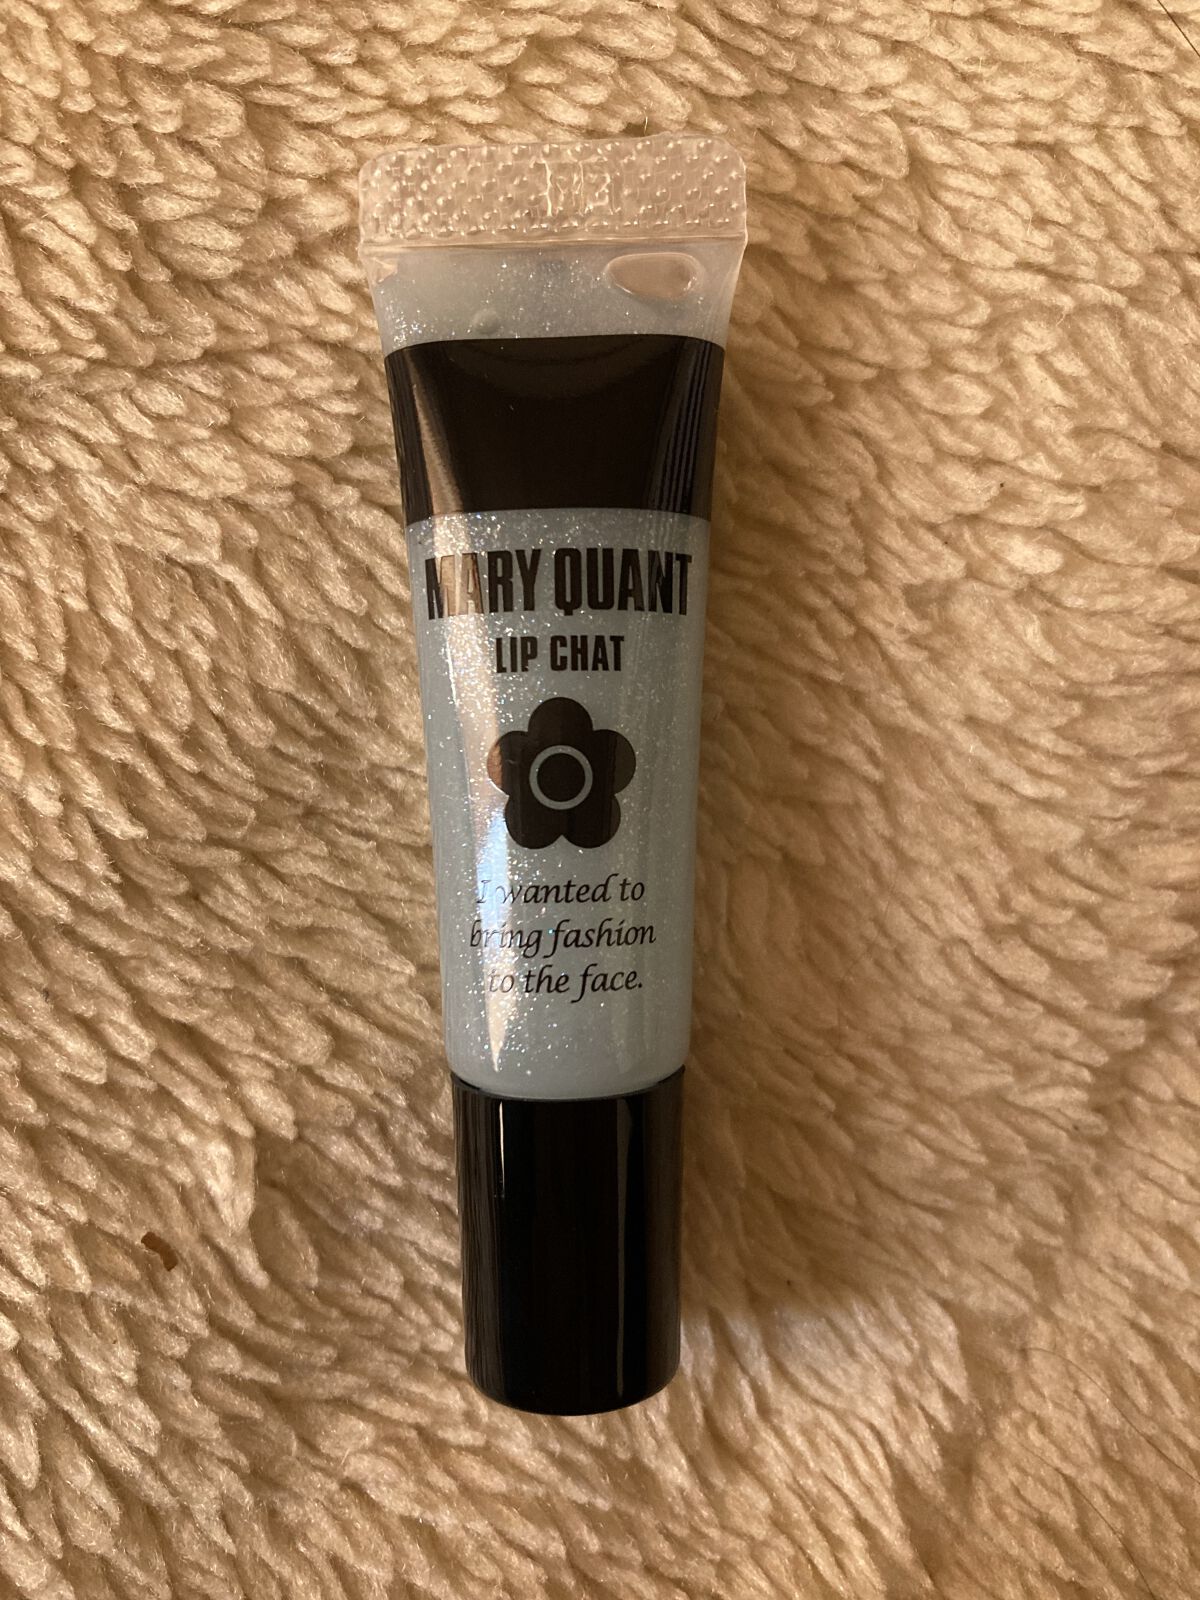 MARY QUANT
LIP CHAT
I wanted to
bring fashion
to the face.